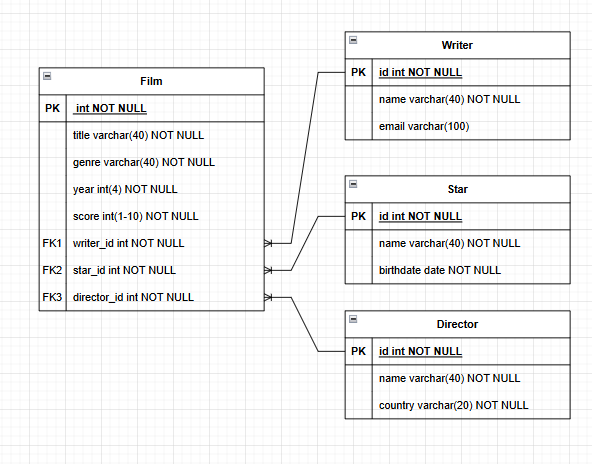 Film
PK int NOT NULL
title varchar(40) NOT NULL
genre varchar(40) NOT NULL
year int(4) NOT NULL
score int(1-10) NOT NULL
FK1 writer_id int NOT NULL
FK2 star_id int NOT NULL
FK3 director_id int NOT NULL
Writer
PK id int NOT NULL
name varchar(40) NOT NULL
email varchar(100)
Star
PK id int NOT NULL
name varchar(40) NOT NULL
birthdate date NOT NULL
Director
PK id int NOT NULL
name varchar(40) NOT NULL
country varchar(20) NOT NULL